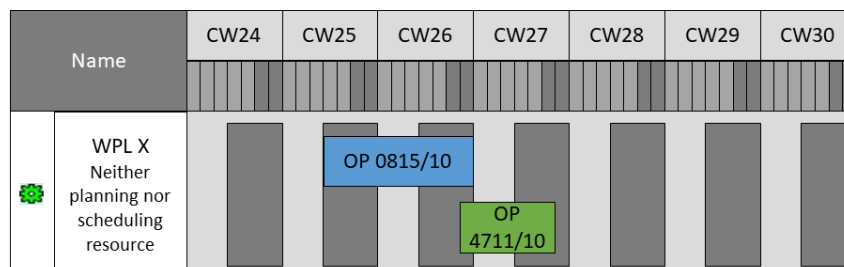 Name
CW24 CW25 CW26 CW27 CW28 CW29 CW30
WPL X
Neither
planning nor
scheduling
resource
OP 0815/10
OP
4711/10